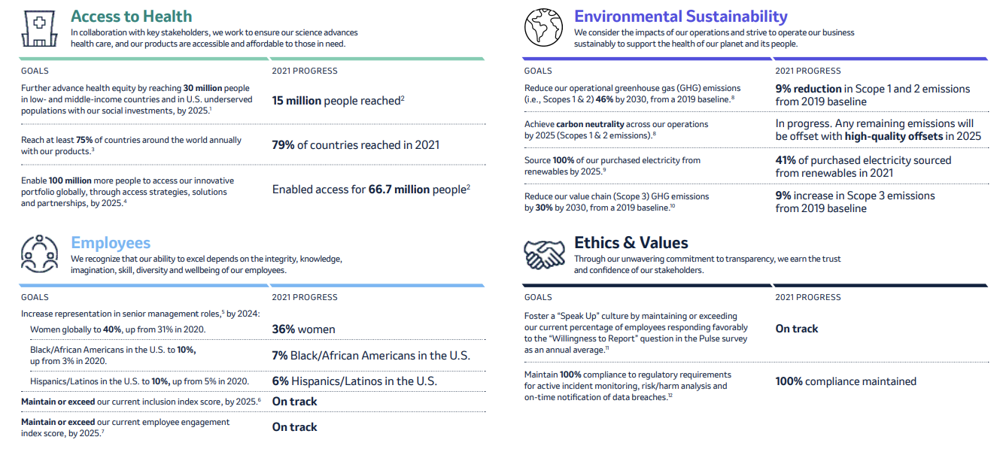 Access to Health
In collaboration with key stakeholders, we work to ensure our science advances
health care, and our products are accessible and affordable to those in need.
GOALS
2021 PROGRESS
Further advance health equity by reaching 30 million people
in low- and middle-income countries and in U.S. underserved
populations with our social investments, by 2025.¹
15 million people reached²
Reach at least 75% of countries around the world annually
with our products.³
79% of countries reached in 2021
Enable 100 million more people to access our innovative
portfolio globally, through access strategies, solutions
and partnerships, by 2025.⁴
Enabled access for 66.7 million people²
Environmental Sustainability
We consider the impacts of our operations and strive to operate our business
sustainably to support the health of our planet and its people.
GOALS
2021 PROGRESS
Reduce our operational greenhouse gas (GHG) emissions
(i.e., Scopes 1 & 2) 46% by 2030, from a 2019 baseline.⁸
9% reduction in Scope 1 and 2 emissions
from 2019 baseline
Achieve carbon neutrality across our operations
by 2025 (Scopes 1 & 2 emissions).⁸
In progress. Any remaining emissions will
be offset with high-quality offsets in 2025
Source 100% of our purchased electricity from
renewables by 2025.⁹
41% of purchased electricity sourced
from renewables in 2021
Reduce our value chain (Scope 3) GHG emissions
by 30% by 2030, from a 2019 baseline.¹⁰
9% increase in Scope 3 emissions
from 2019 baseline
Employees
We recognize that our ability to excel depends on the integrity, knowledge,
imagination, skill, diversity and wellbeing of our employees.
GOALS
2021 PROGRESS
Increase representation in senior management roles,⁵ by 2024:
Women globally to 40%, up from 31% in 2020.
36% women
Black/African Americans in the U.S. to 10%,
up from 3% in 2020.
7% Black/African Americans in the U.S.
Hispanics/Latinos in the U.S. to 10%, up from 5% in 2020.
6% Hispanics/Latinos in the U.S.
Maintain or exceed our current inclusion index score, by 2025.⁶
On track
Maintain or exceed our current employee engagement
index score, by 2025.⁷
On track
Ethics & Values
Through our unwavering commitment to transparency, we earn the trust
and confidence of our stakeholders.
GOALS
2021 PROGRESS
Foster a “Speak Up” culture by maintaining or exceeding
our current percentage of employees responding favorably
to the “Willingness to Report” question in the Pulse survey
as an annual average.¹¹
On track
Maintain 100% compliance to regulatory requirements
for active incident monitoring, risk/harm analysis and
on-time notification of data breaches.¹²
100% compliance maintained